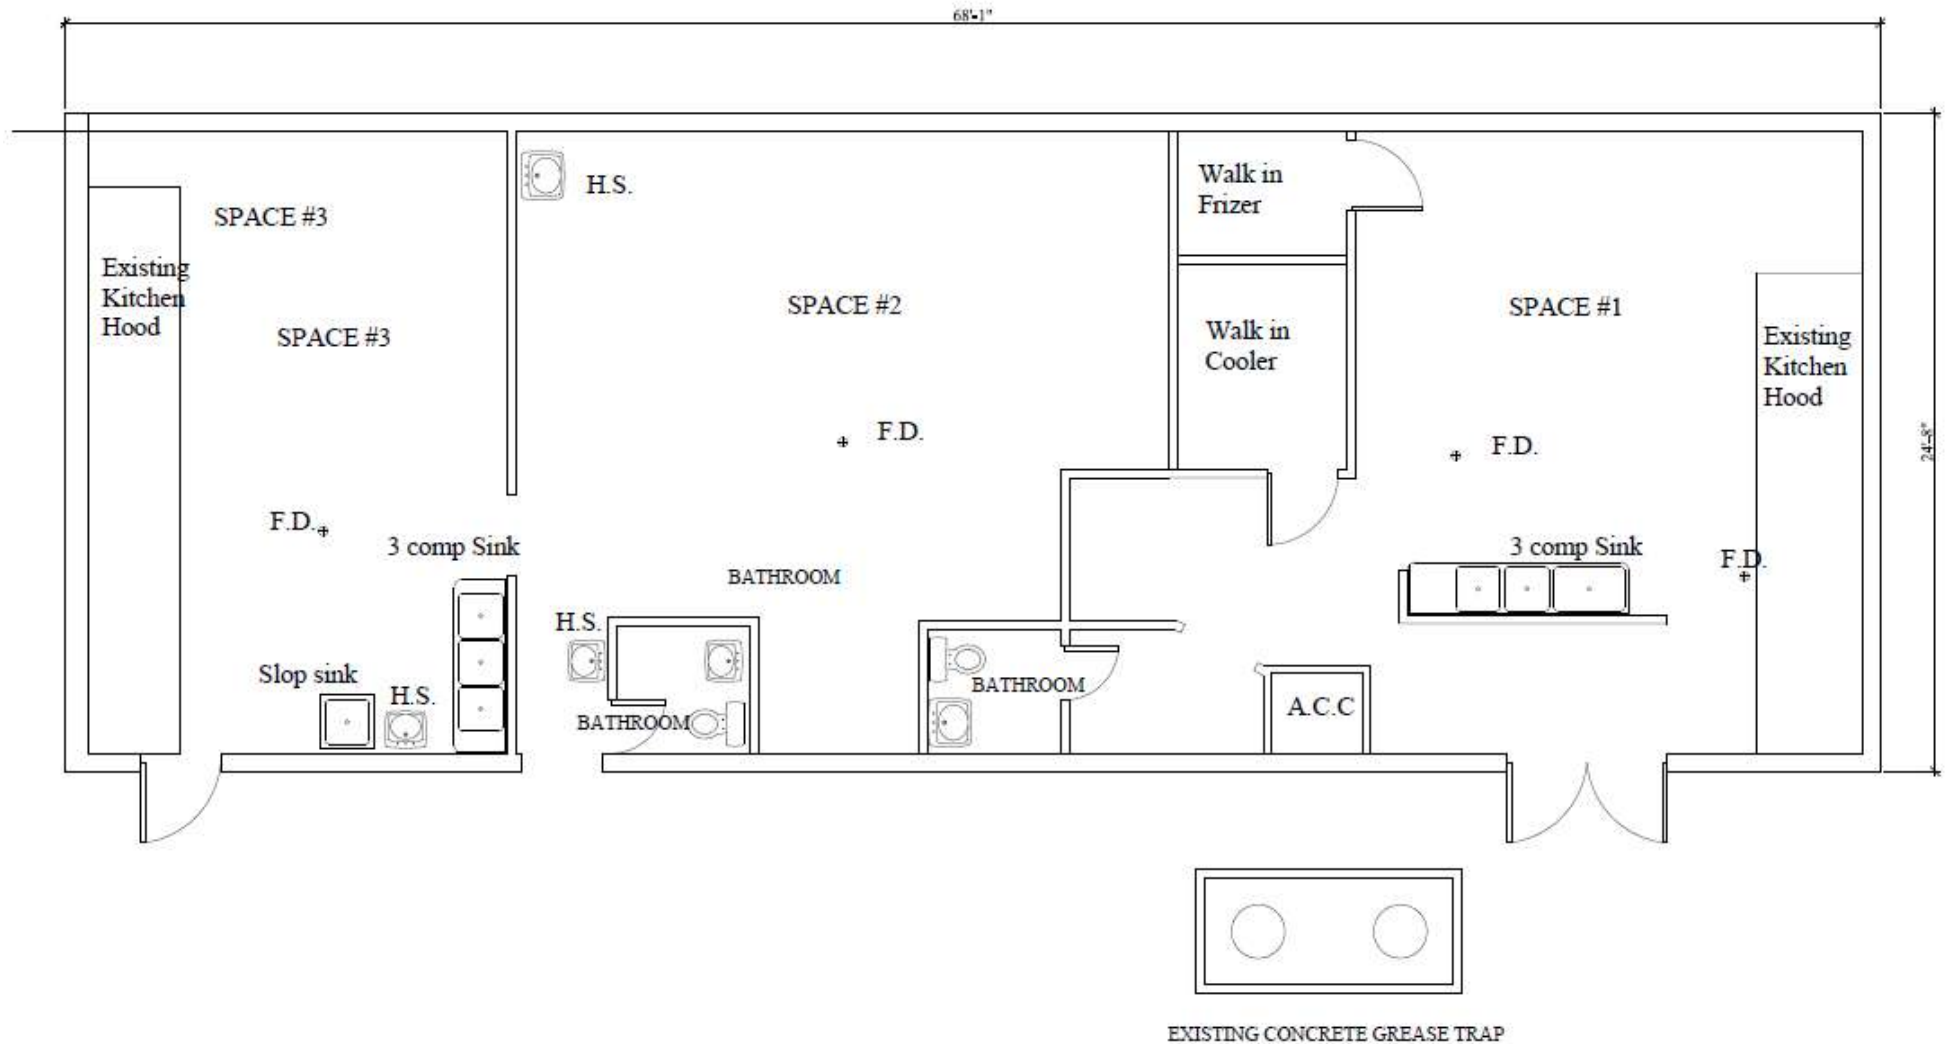 68'-1"
Walk in
Frizer
H.S.
SPACE #3
Existing
Kitchen
Hood
SPACE #3
SPACE #2
SPACE #1
Walk in
Cooler
Existing
Kitchen
Hood
24'-8"
F.D.
F.D.
F.D.
3 comp Sink
3 comp Sink
F.D.
BATHROOM
H.S.
Slop sink
H.S.
BATHROOM
BATHROOM
A.C.C
EXISTING CONCRETE GREASE TRAP